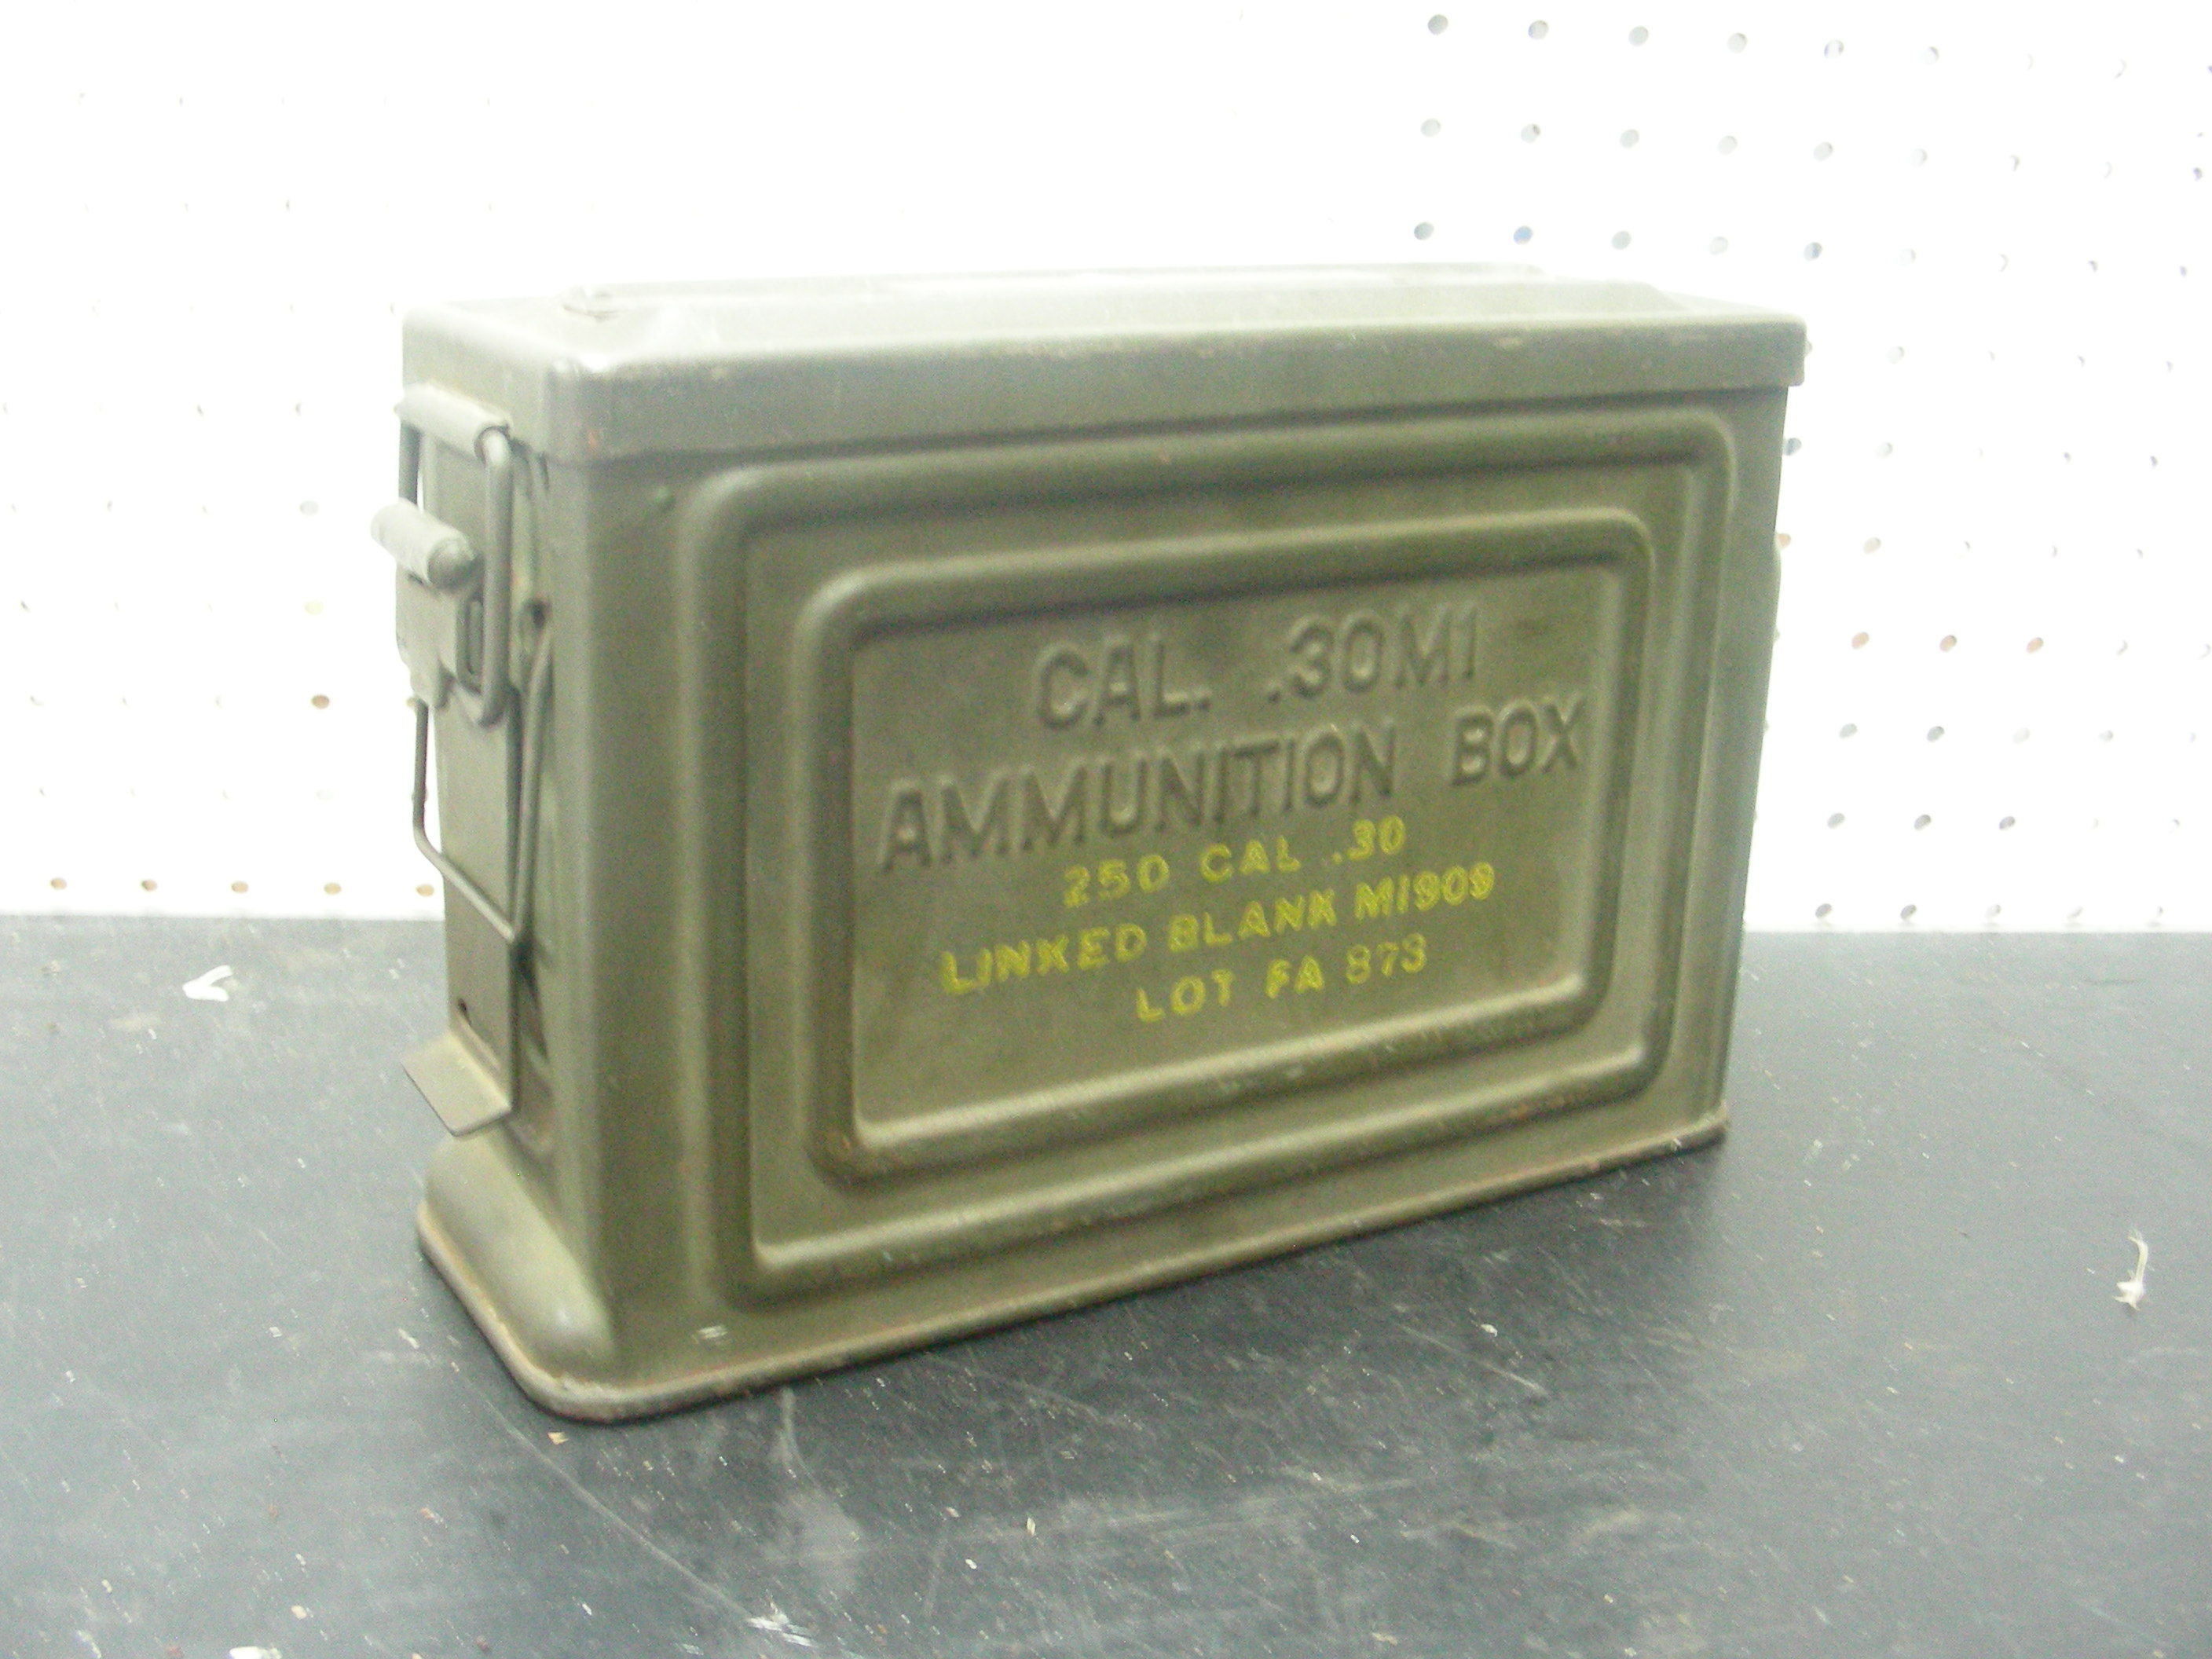 CAL. .30M1
AMMUNITION BOX
250 CAL .30
LINKED BLANK M1909
LOT FA 873